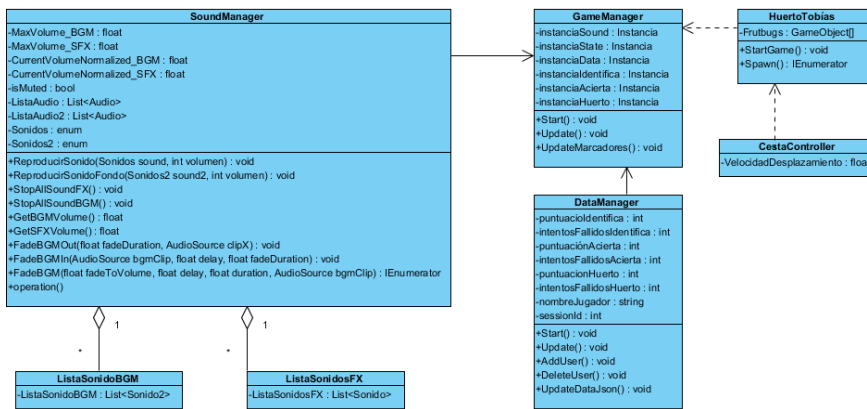 SoundManager
-MaxVolume_BGM : float
-MaxVolume_SFX : float
-CurrentVolumeNormalized_BGM : float
-CurrentVolumeNormalized_SFX : float
-isMuted : bool
-ListaAudio : List<Audio>
-ListaAudio2 : List<Audio>
-Sonidos : enum
-Sonidos2 : enum
+ReproducirSonido(Sonidos sound, int volumen) : void
+ReproducirSonidoFondo(Sonidos2 sound2, int volumen) : void
+StopAllSoundFX() : void
+StopAllSoundBGM() : void
+GetBGMVolume() : float
+GetSFXVolume() : float
+FadeBGMOut(float fadeDuration, AudioSource clipX) : void
+FadeBGMIn(AudioSource bgmClip, float delay, float fadeDuration) : void
+FadeBGM(float fadeToVolume, float delay, float duration, AudioSource bgmClip) : IEnumerator
+operation()
1
*
1
*
ListaSonidoBGM
-ListaSonidoBGM : List<Sonido2>
ListaSonidosFX
-ListaSonidosFX : List<Sonido>
GameManager
-instanciaSound : Instancia
-instanciaState : Instancia
-instanciaData : Instancia
-instanciaIdentifica : Instancia
-instanciaAcierta : Instancia
-instanciaHuerto : Instancia
+Start() : void
+Update() : void
+UpdateMarcadores() : void
DataManager
-puntuacioIdentifica : int
-intentosFallidosIdentifica : int
-puntuaciónAcierta : int
-intentosFallidosAcierta : int
-puntuacionHuerto : int
-intentosFallidosHuerto : int
-nombreJugador : string
-sessionId : int
+Start() : void
+Update() : void
+AddUser() : void
+DeleteUser() : void
+UpdateDataJson() : void
HuertoTobías
-Frutbugs : GameObject[]
+StartGame() : void
+Spawn() : IEnumerator
CestaController
-VelocidadDesplazamiento : float